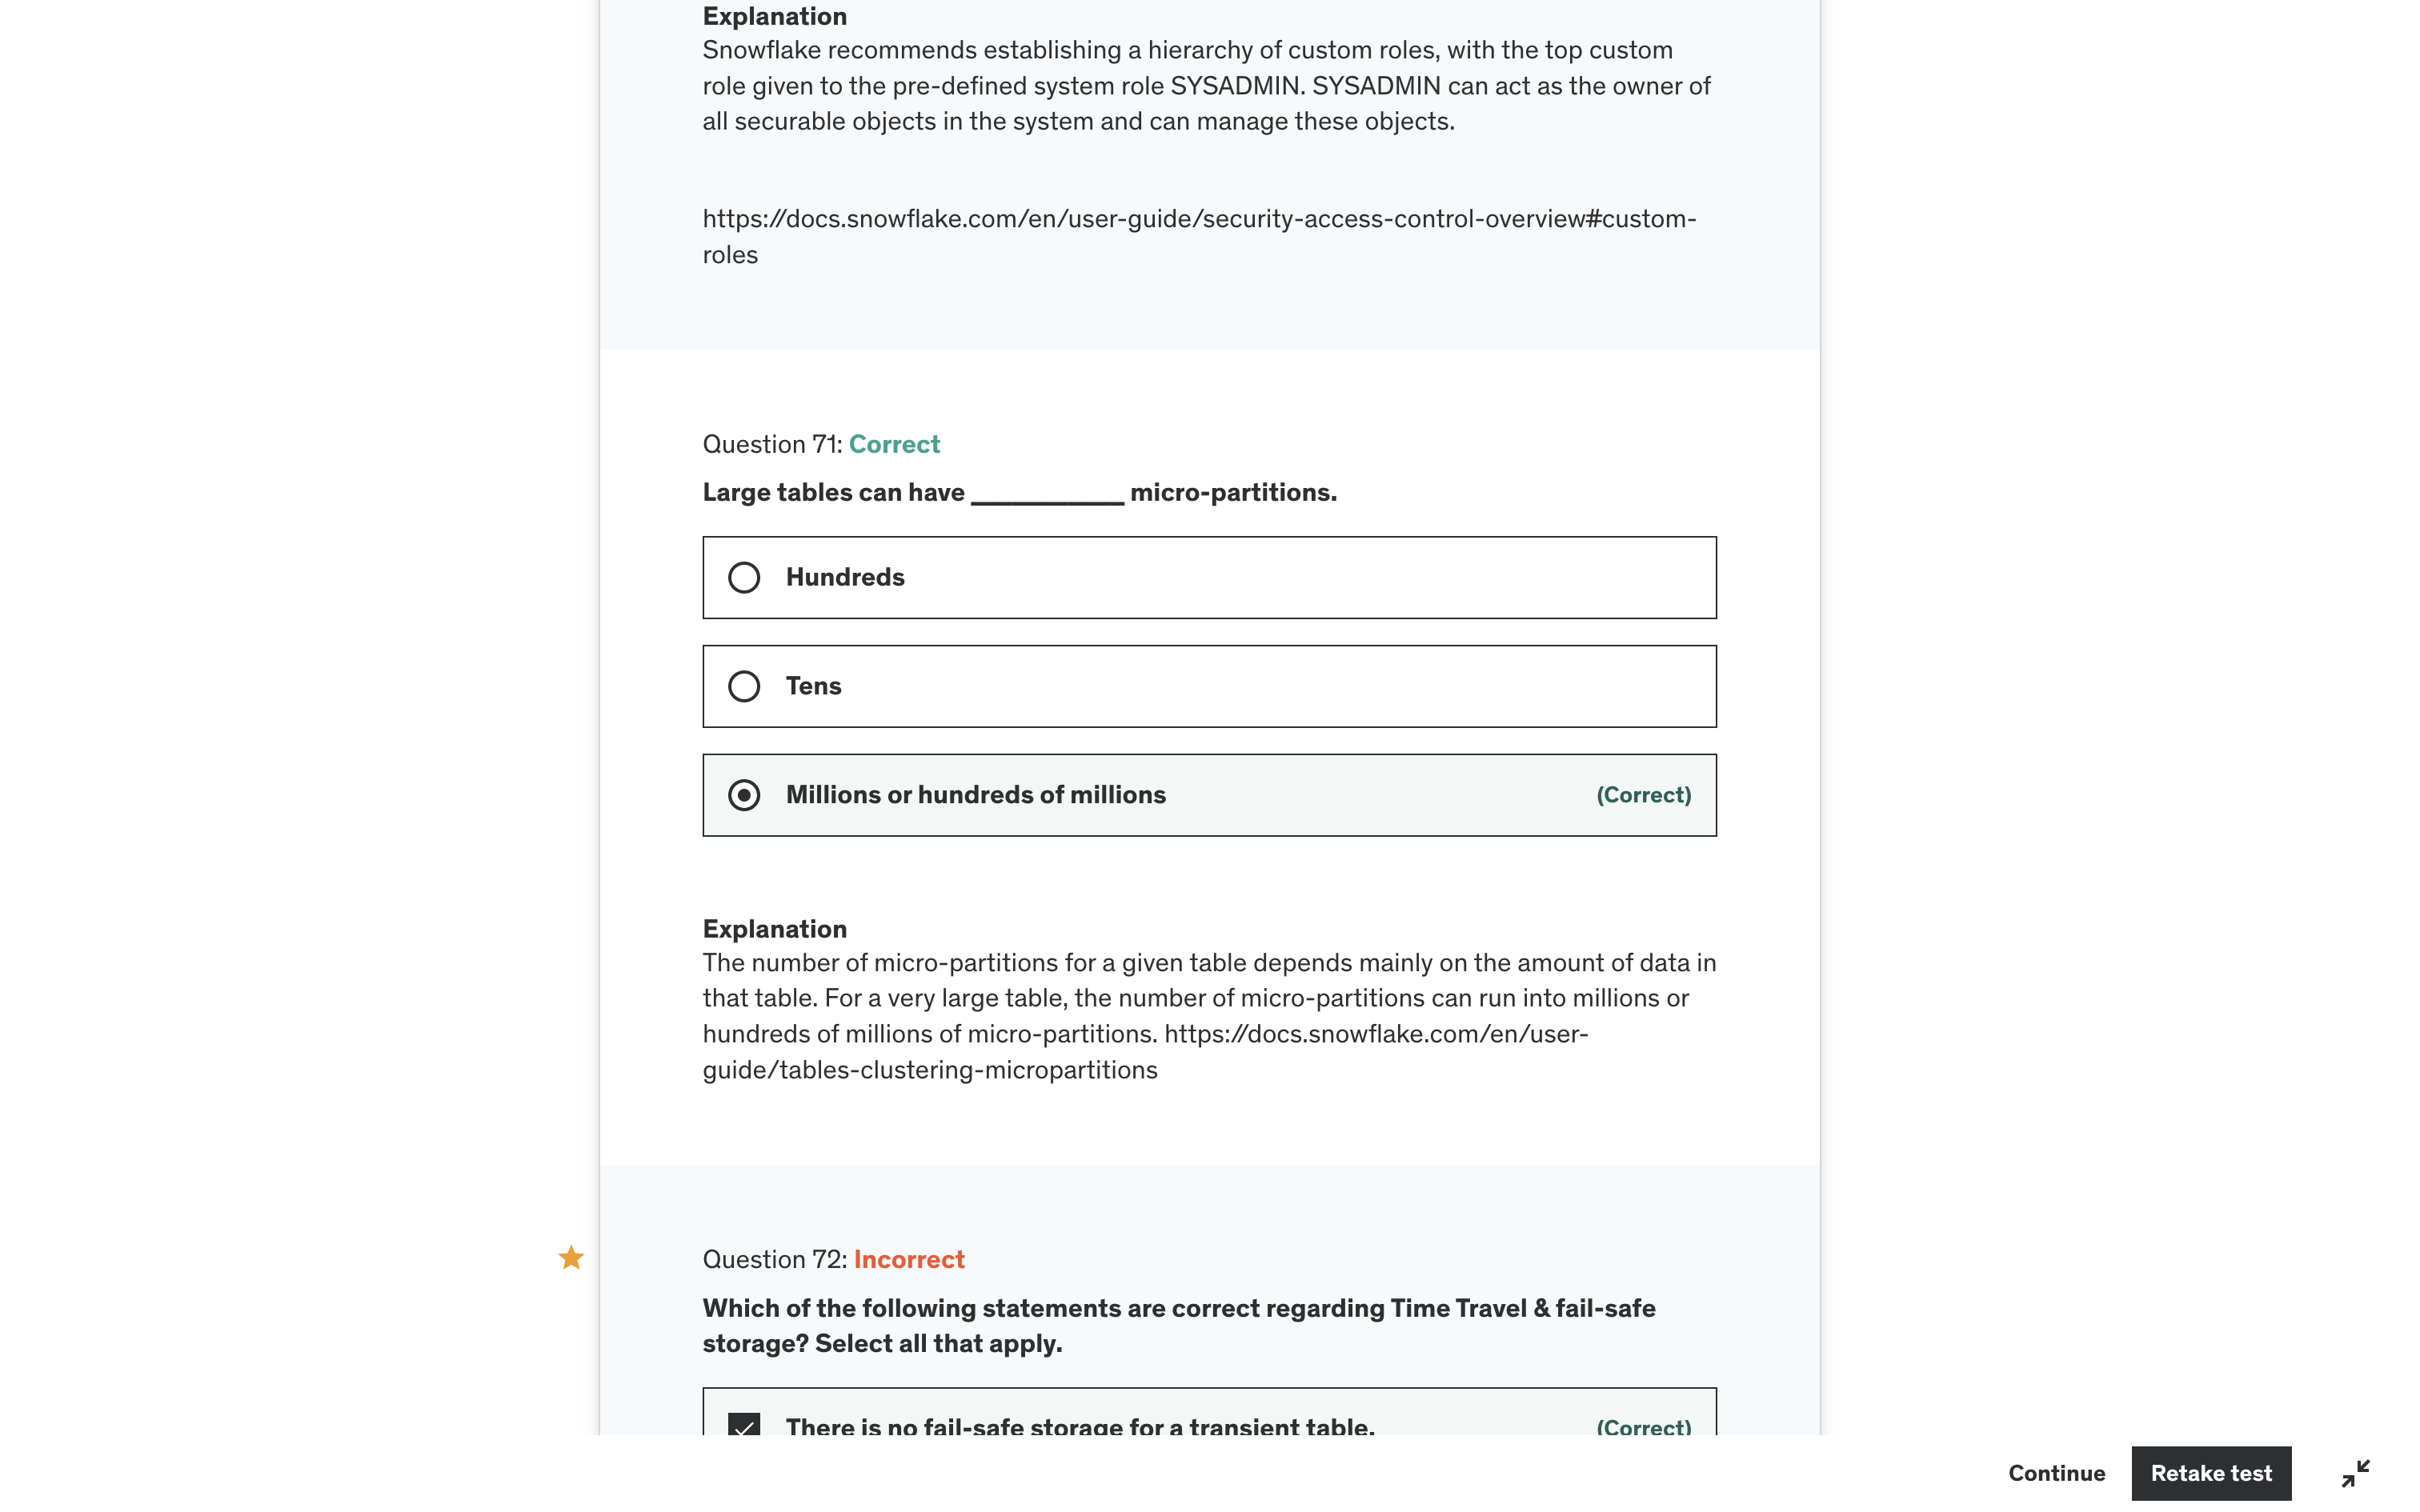 Explanation
Snowflake recommends establishing a hierarchy of custom roles, with the top custom
role given to the pre-defined system role SYSADMIN. SYSADMIN can act as the owner of
all securable objects in the system and can manage these objects.
https://docs.snowflake.com/en/user-guide/security-access-control-overview#custom-
roles
Question 71: Correct
Large tables can have ___________ micro-partitions.
Hundreds
Tens
Millions or hundreds of millions (Correct)
Explanation
The number of micro-partitions for a given table depends mainly on the amount of data in
that table. For a very large table, the number of micro-partitions can run into millions or
hundreds of millions of micro-partitions. https://docs.snowflake.com/en/user-
guide/tables-clustering-micropartitions
Question 72: Incorrect
Which of the following statements are correct regarding Time Travel & fail-safe
storage? Select all that apply.
There is no fail-safe storage for a transient table. (Correct)
Continue
Retake test